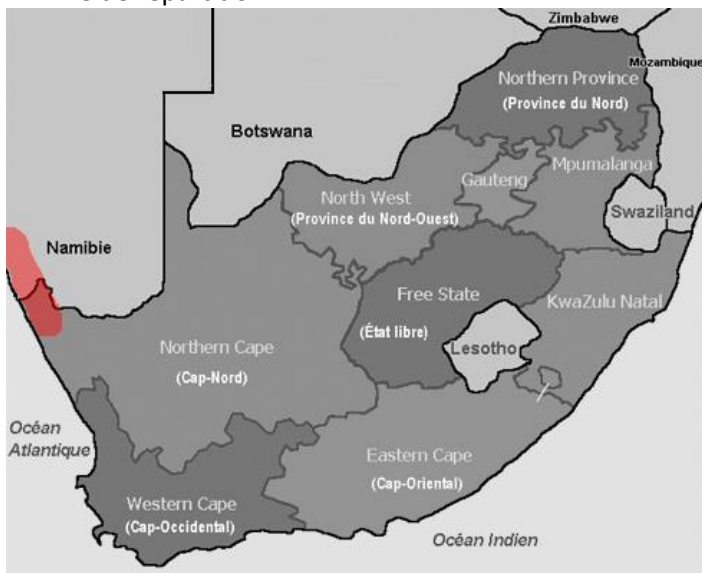 Zimbabwe
Mozambique
Northern Province
(Province du Nord)
Botswana
Mpumalanga
Gauteng
North West
(Province du Nord-Ouest)
Swaziland
Namibie
Free State
(État libre)
KwaZulu Natal
Lesotho
Northern Cape
(Cap-Nord)
Océan
Atlantique
Eastern Cape
(Cap-Oriental)
Western Cape
(Cap-Occidental)
Océan Indien